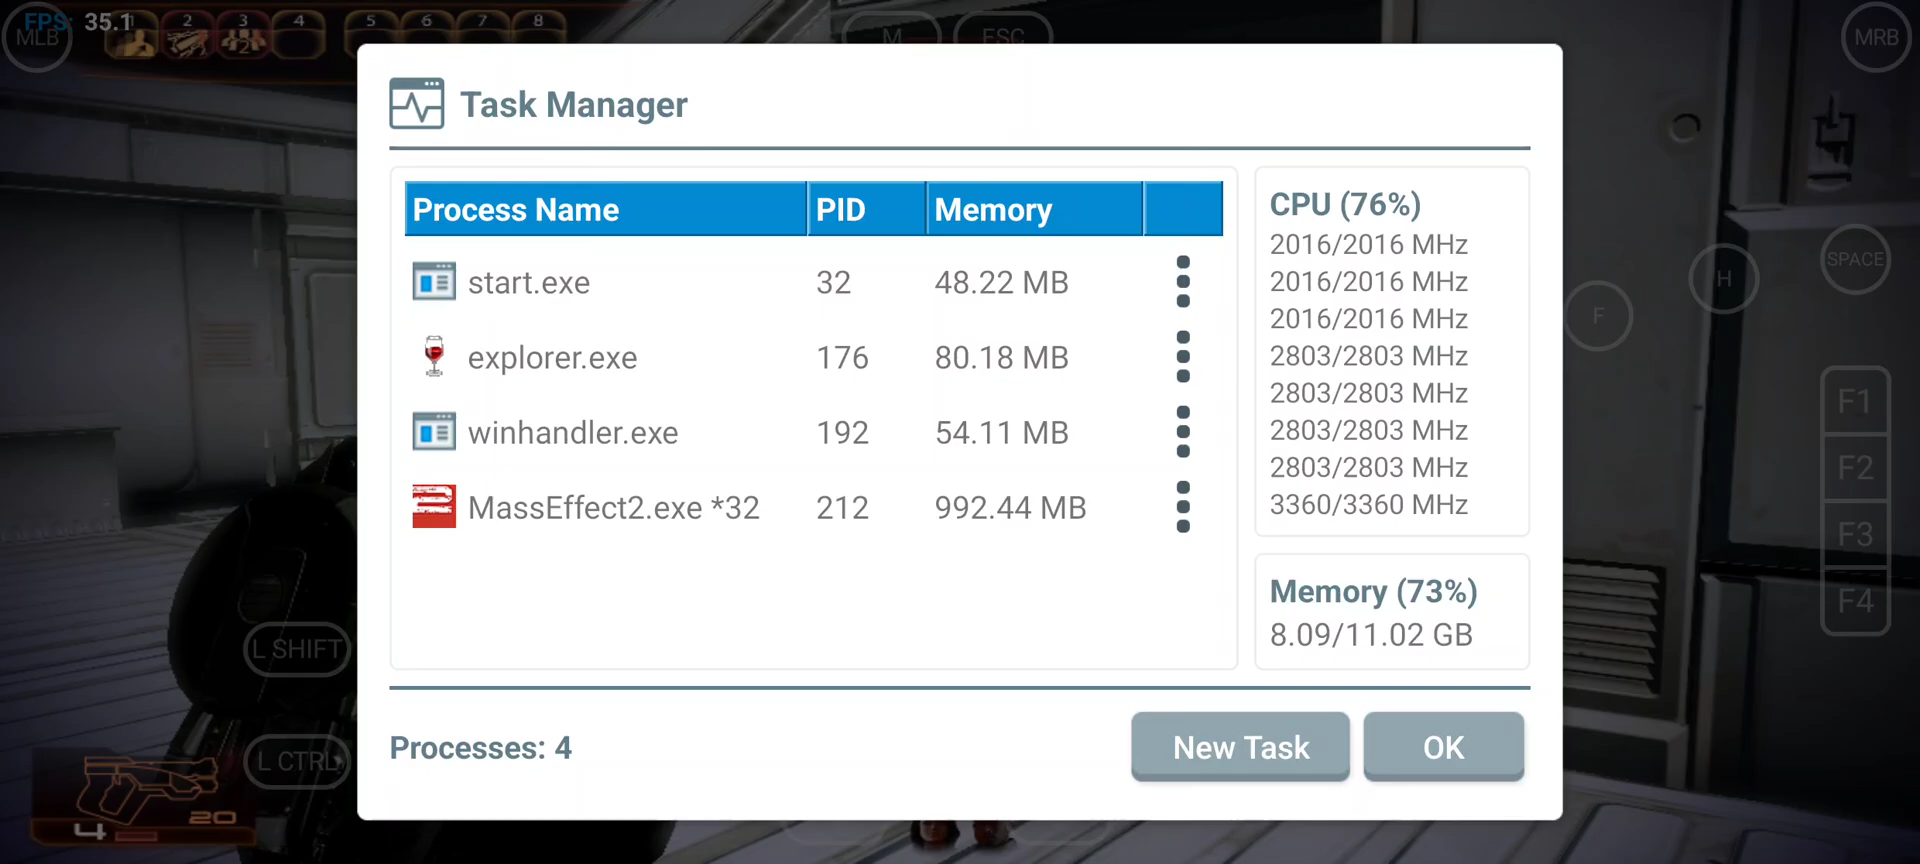 FPS: 35.1
1 2 3 4 5 6 7 8
2
MLB
M
ESC
MRB
Task Manager
Process Name PID Memory
start.exe 32 48.22 MB
explorer.exe 176 80.18 MB
winhandler.exe 192 54.11 MB
MassEffect2.exe *32 212 992.44 MB
CPU (76%)
2016/2016 MHz
2016/2016 MHz
2016/2016 MHz
2803/2803 MHz
2803/2803 MHz
2803/2803 MHz
2803/2803 MHz
3360/3360 MHz
Memory (73%)
8.09/11.02 GB
Processes: 4
New Task
OK
SPACE
H
F
F1
F2
F3
F4
L SHIFT
L CTRL
4 20